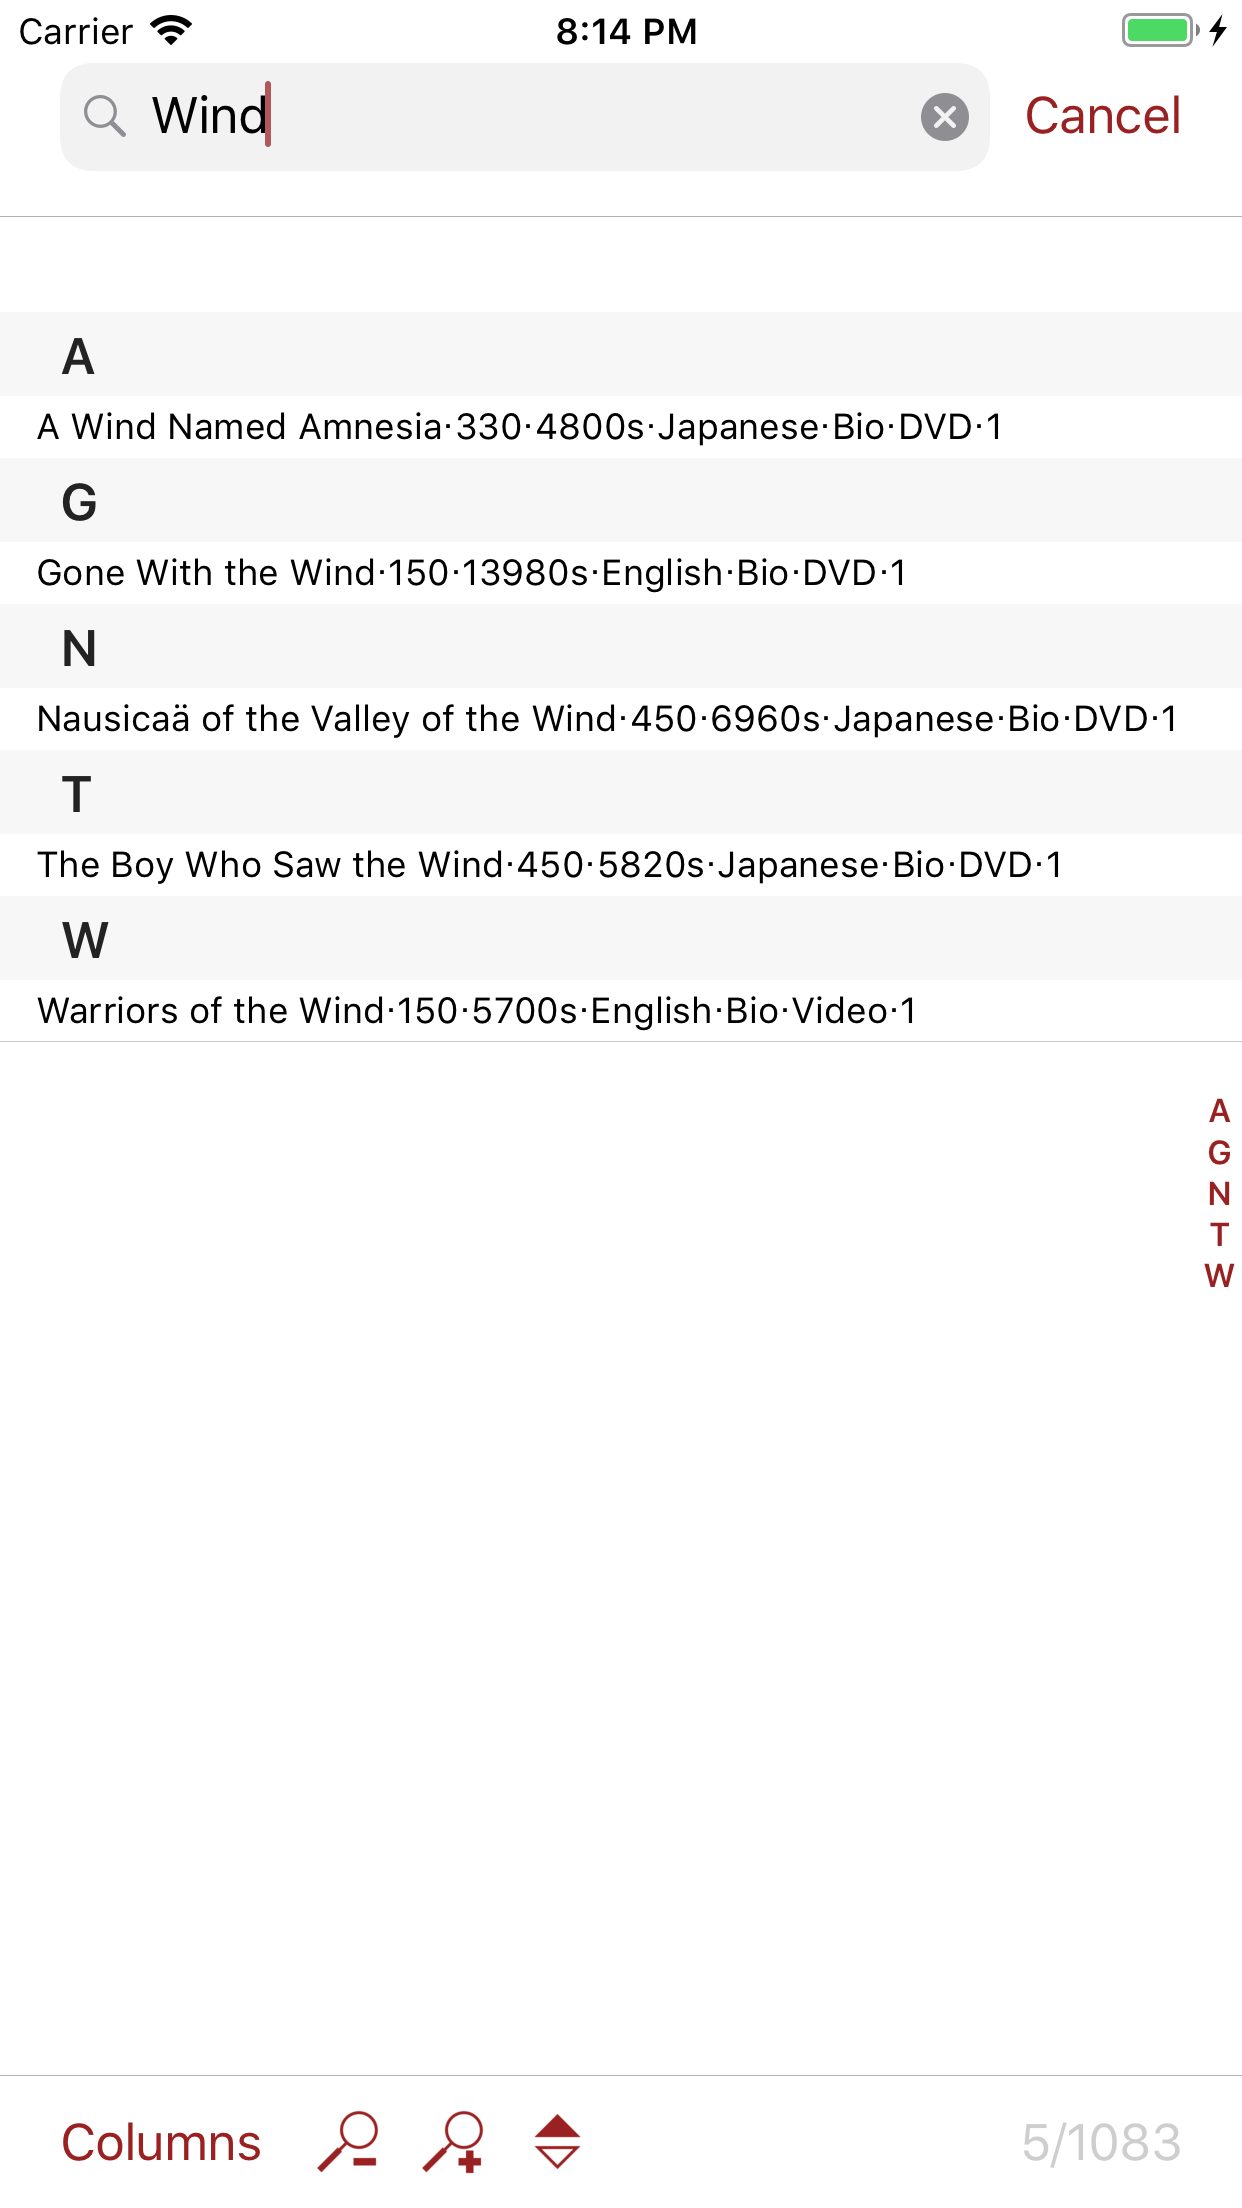 Carrier 8:14 PM
Wind Cancel
A
A Wind Named Amnesia·330·4800s·Japanese·Bio·DVD·1
G
Gone With the Wind·150·13980s·English·Bio·DVD·1
N
Nausicaä of the Valley of the Wind·450·6960s·Japanese·Bio·DVD·1
T
The Boy Who Saw the Wind·450·5820s·Japanese·Bio·DVD·1
W
Warriors of the Wind·150·5700s·English·Bio·Video·1
A
G
N
T
W
Columns 5/1083